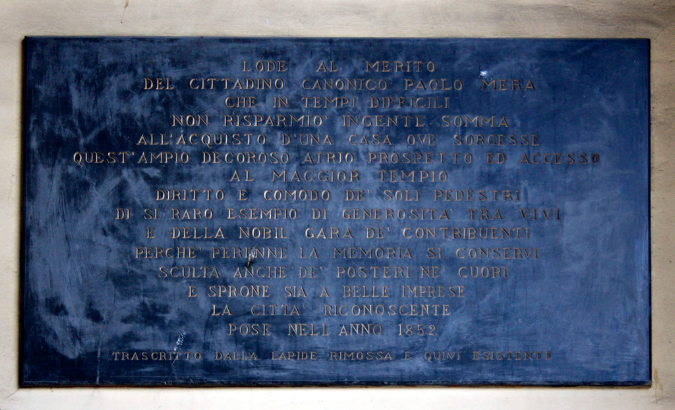 LODE AL MERITO
DEL CITTADINO CANONICO PAOLO MERA
CHE IN TEMPI DIFFICILI
NON RISPARMIO' INGENTE SOMMA
ALL'ACQUISTO D'UNA CASA OVE SORGESSE
QUEST'AMPIO DECOROSO ATRIO PROSPETTO ED ACCESSO
AL MAGGIOR TEMPIO
DIRITTO E COMODO DE' SOLI PEDESTRI
DI SI RARO ESEMPIO DI GENEROSITA TRA VIVI
E DELLA NOBIL GARA DE' CONTRIBUENTI
PERCHE PERENNE LA MEMORIA SI CONSERVI
SCULTA ANCHE DE' POSTERI NE' CUORI
E SPRONE SIA A BELLE IMPRESE
LA CITTA' RICONOSCENTE
POSE NELL'ANNO 1852
TRASCRITTO DALLA LAPIDE RIMOSSA E QUIVI ESISTENTE